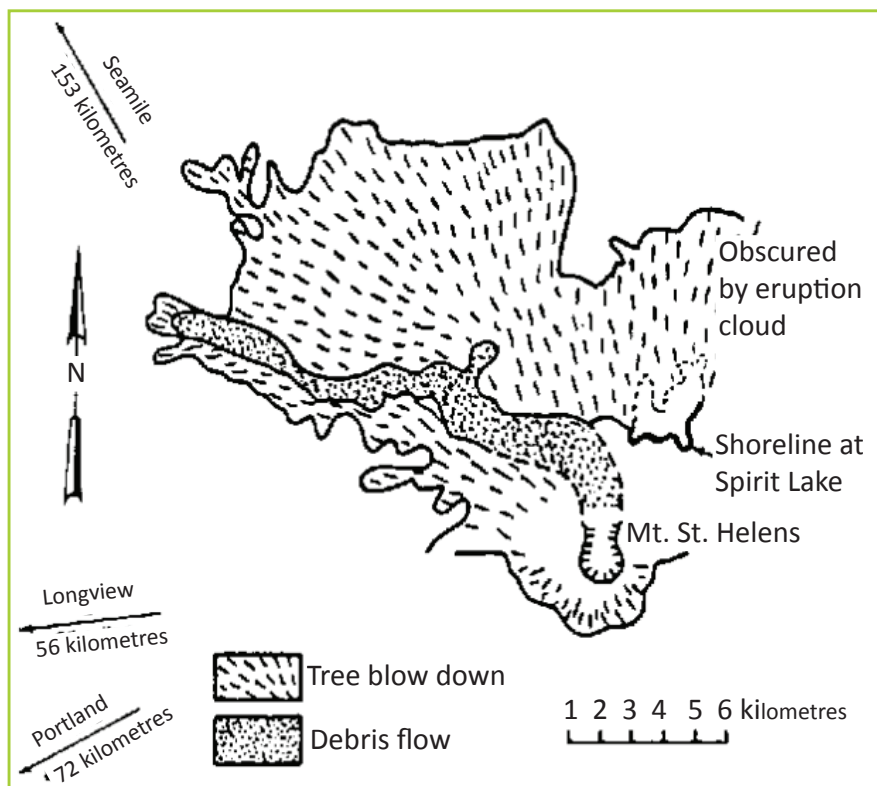 Seamile
153 kilometres
Obscured
by eruption
cloud
N
Shoreline at
Spirit Lake
Mt. St. Helens
Longview
56 kilometres
Tree blow down
Portland
72 kilometres
Debris flow
1 2 3 4 5 6 kilometres